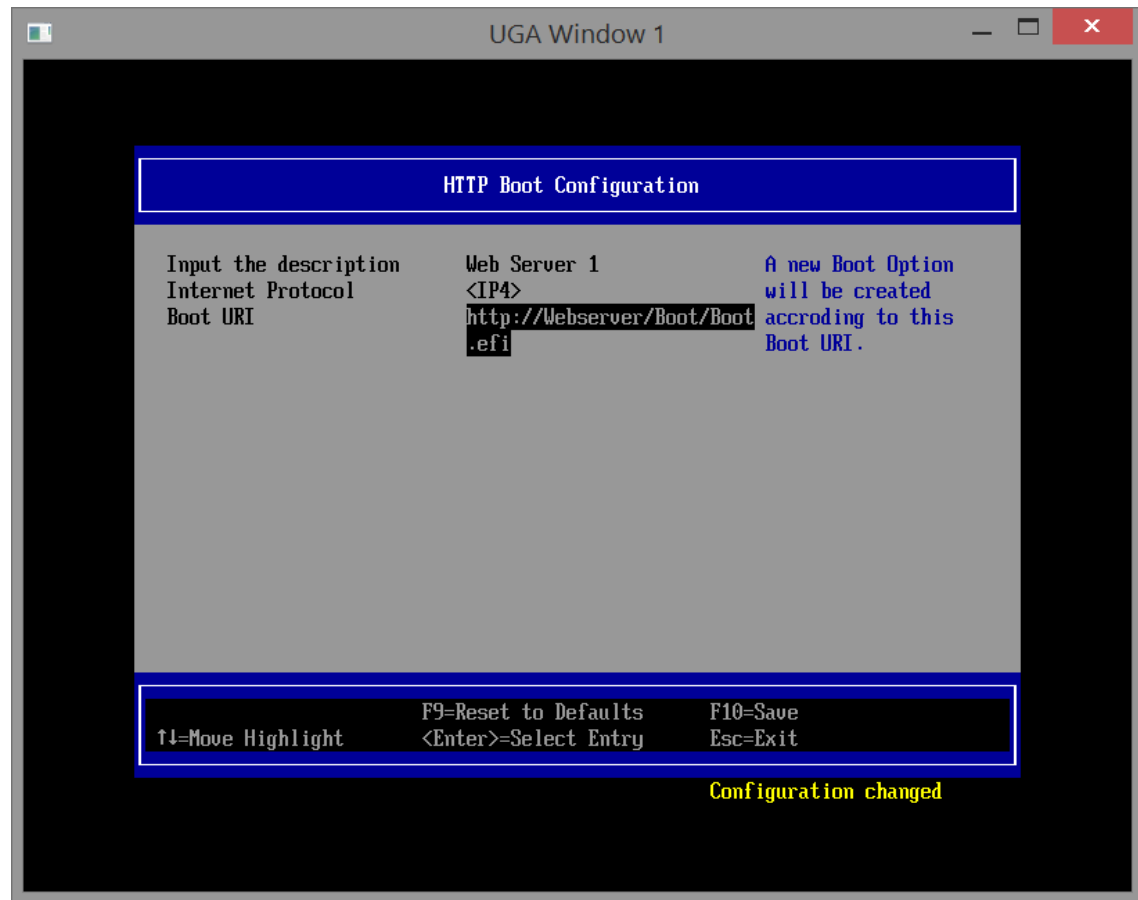 UGA Window 1
HTTP Boot Configuration
Input the description Web Server 1 A new Boot Option
Internet Protocol <IP4> will be created
Boot URI http://Webserver/Boot/Boot accroding to this
.efi Boot URI.
F9=Reset to Defaults F10=Save
↑↓=Move Highlight <Enter>=Select Entry Esc=Exit
Configuration changed